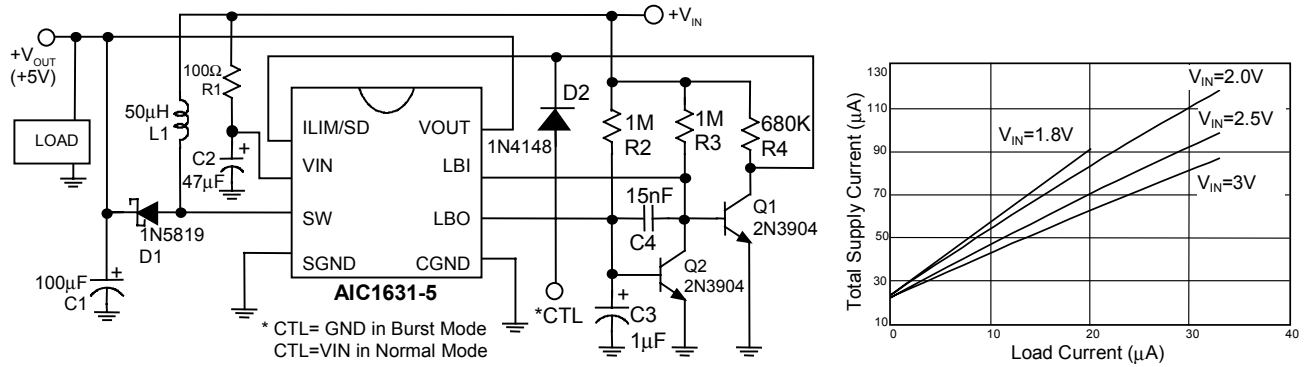 +V_IN
+V_OUT
(+5V)
LOAD
50μH
L1
100Ω
R1
C2
47μF
1N5819
D1
100μF
C1
ILIM/SD
VIN
SW
SGND
VOUT
LBI
LBO
CGND
AIC1631-5
* CTL= GND in Burst Mode
CTL=VIN in Normal Mode
D2
1N4148
*CTL
1M
R2
1M
R3
680K
R4
15nF
C4
Q1
2N3904
Q2
2N3904
C3
1μF
+
+
+
Total Supply Current (μA)
130
110
90
70
50
30
10
0
10
20
30
40
Load Current (μA)
V_IN=2.0V
V_IN=1.8V
V_IN=2.5V
V_IN=3V